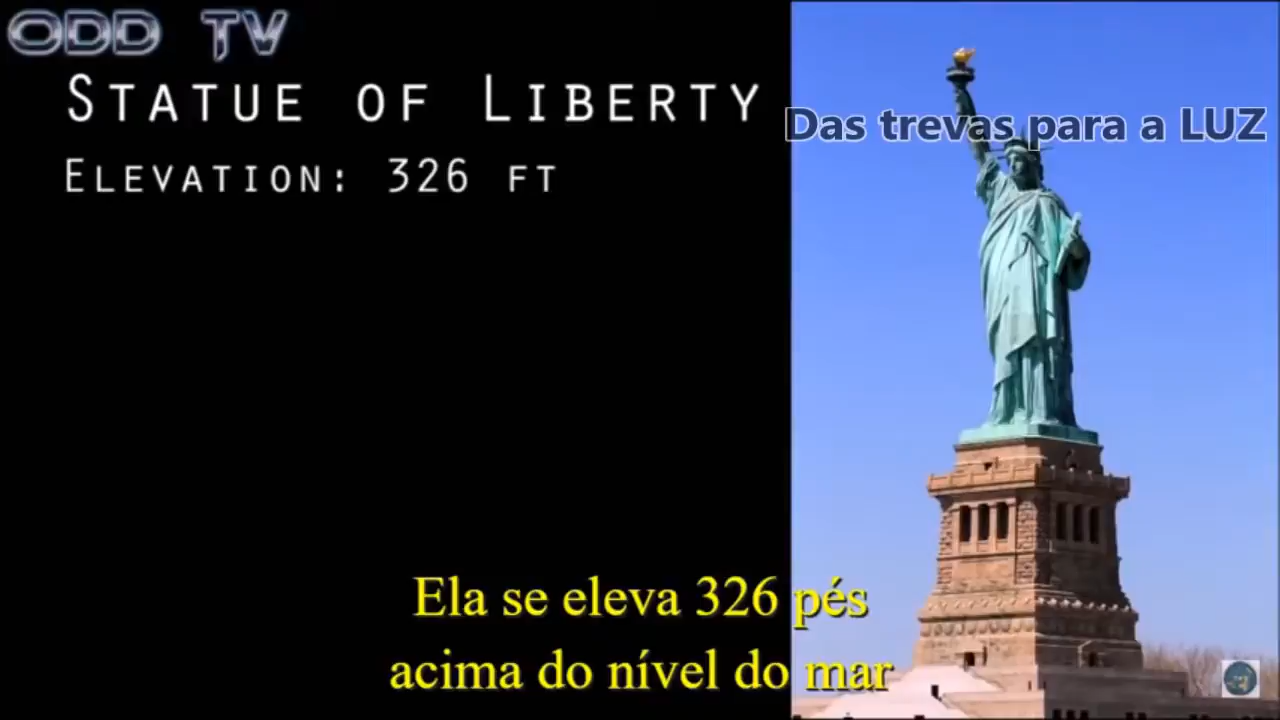 ODD TV
STATUE OF LIBERTY
Das trevas para a LUZ
ELEVATION: 326 FT
Ela se eleva 326 pés
acima do nível do mar